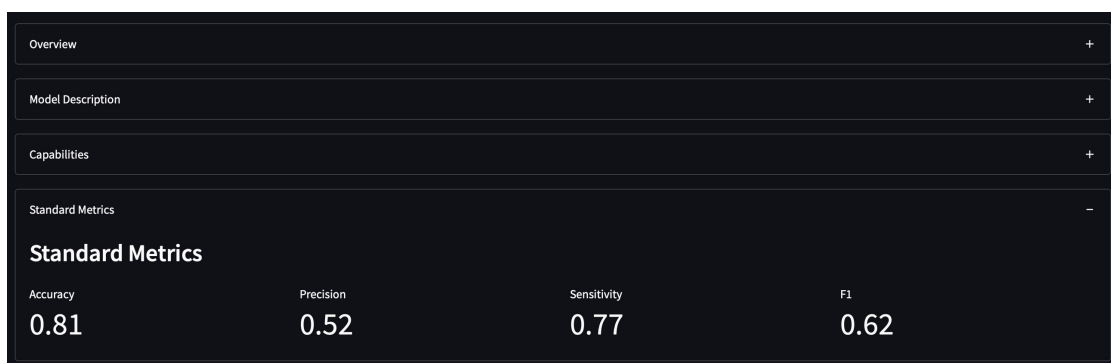 Overview +
Model Description +
Capabilities +
Standard Metrics −
Standard Metrics
Accuracy Precision Sensitivity F1
0.81 0.52 0.77 0.62